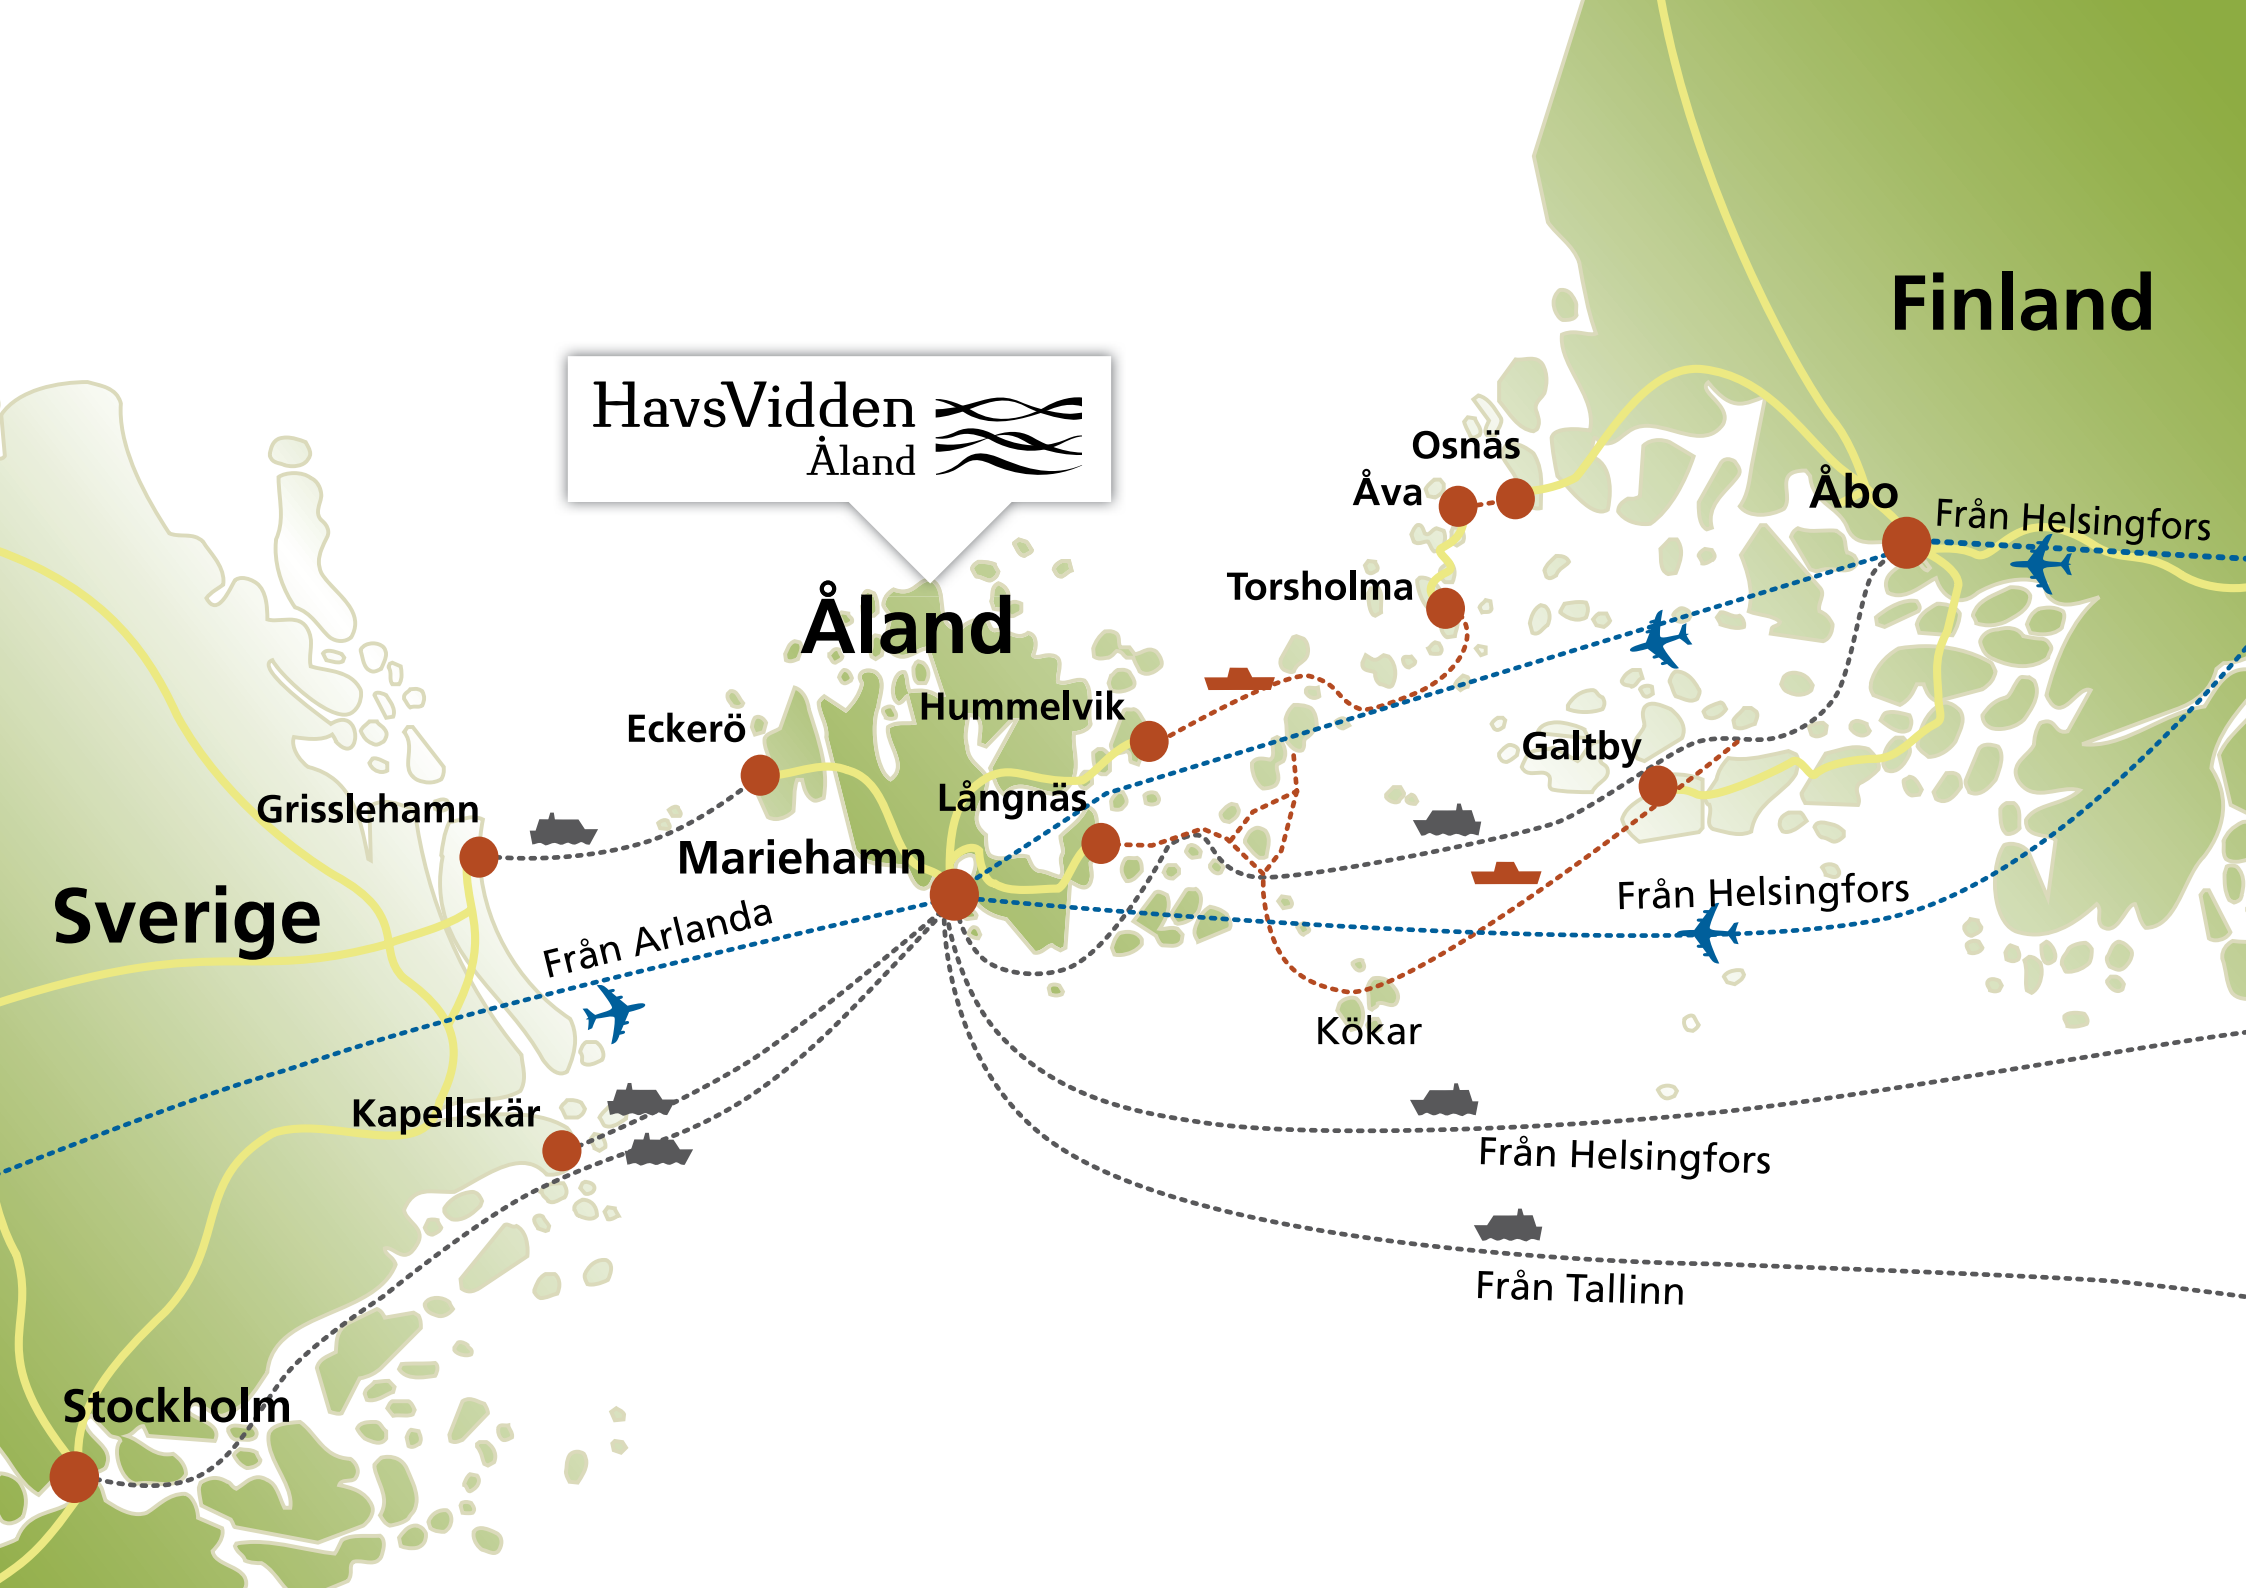 Finland
HavsVidden
Åland
Osnäs
Åva
Åbo
Från Helsingfors
Torsholma
Åland
Hummelvik
Eckerö
Galtby
Långnäs
Grisslehamn
Mariehamn
Från Helsingfors
Sverige
Från Arlanda
Kökar
Kapellskär
Från Helsingfors
Från Tallinn
Stockholm